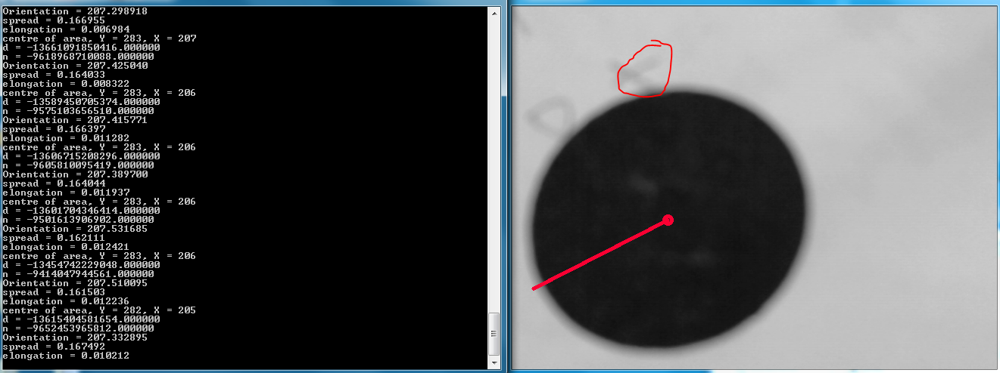 Orientation = 207.298918
spread = 0.166955
elongation = 0.006984
centre of area, Y = 283, X = 207
d = -13661091850416.000000
n = -9618968710088.000000
Orientation = 207.425040
spread = 0.164033
elongation = 0.008322
centre of area, Y = 283, X = 206
d = -13589450705374.000000
n = -9575103656510.000000
Orientation = 207.415771
spread = 0.166397
elongation = 0.011282
centre of area, Y = 283, X = 206
d = -13606715208296.000000
n = -9605810095419.000000
Orientation = 207.389700
spread = 0.164044
elongation = 0.011937
centre of area, Y = 283, X = 206
d = -13601704346414.000000
n = -9501613906902.000000
Orientation = 207.531685
spread = 0.162111
elongation = 0.012421
centre of area, Y = 283, X = 206
d = -13454742229048.000000
n = -9414047944561.000000
Orientation = 207.510095
spread = 0.161503
elongation = 0.012236
centre of area, Y = 282, X = 205
d = -13615404581654.000000
n = -9652453965812.000000
Orientation = 207.332895
spread = 0.167492
elongation = 0.010212